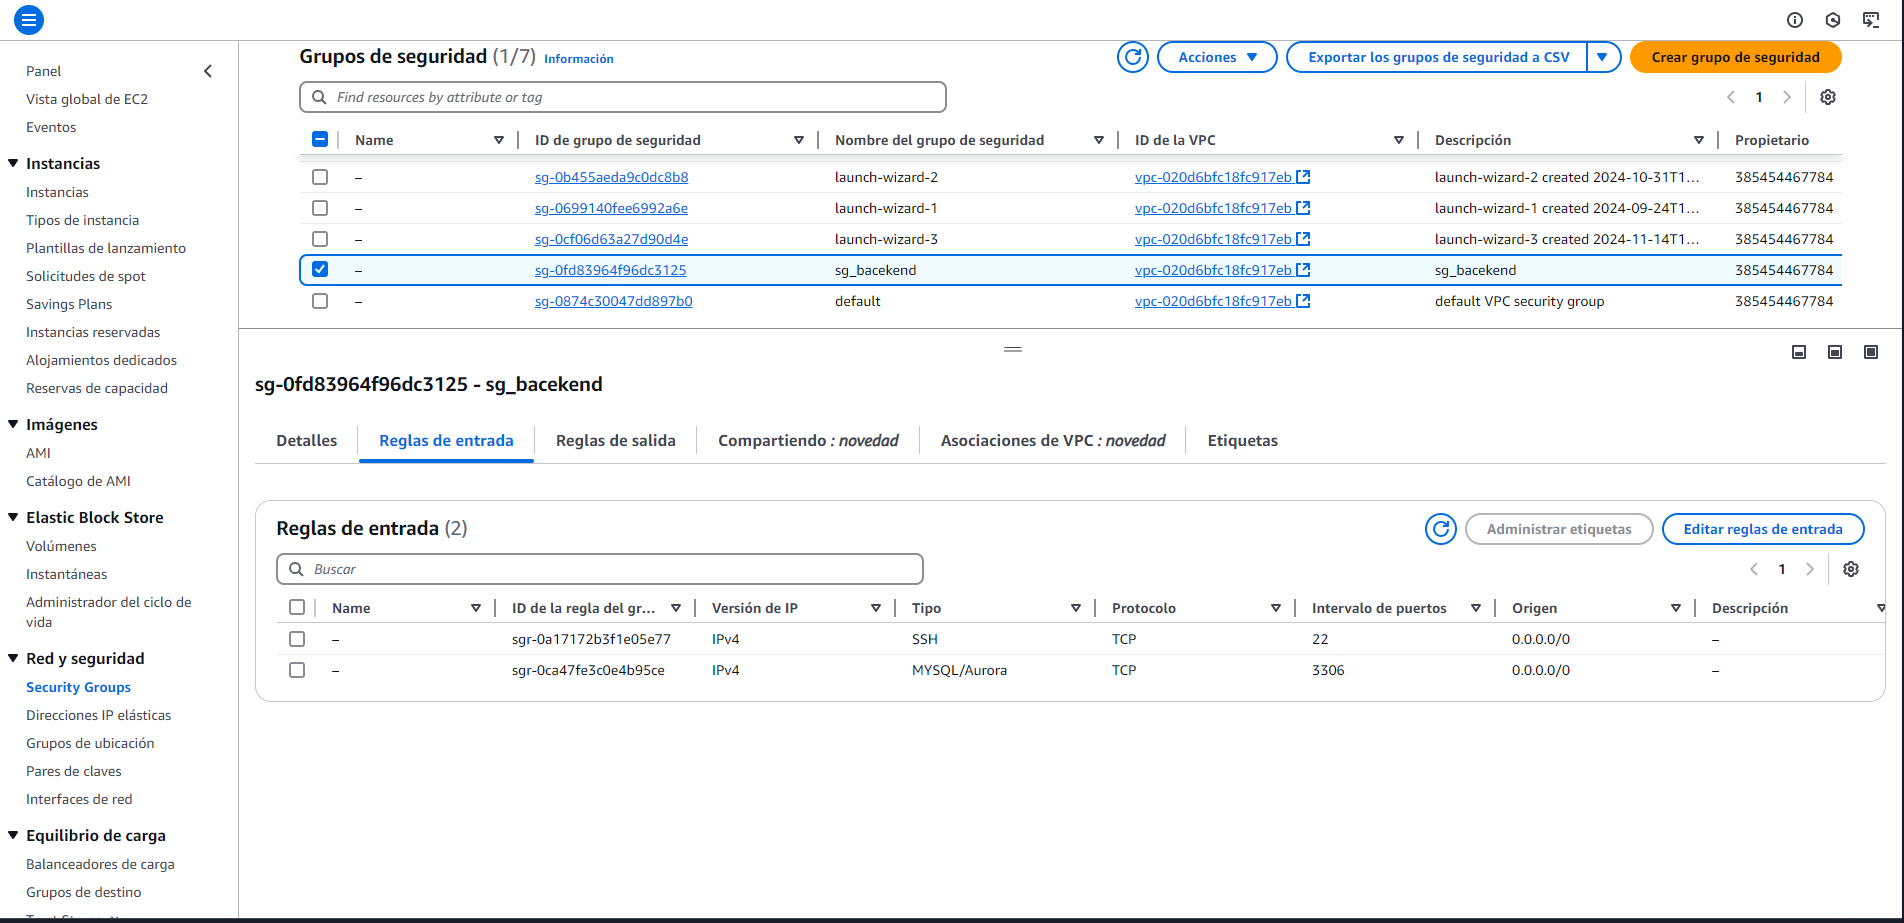 Panel
Vista global de EC2
Eventos
Instancias
Instancias
Tipos de instancia
Plantillas de lanzamiento
Solicitudes de spot
Savings Plans
Instancias reservadas
Alojamientos dedicados
Reservas de capacidad
Imágenes
AMI
Catálogo de AMI
Elastic Block Store
Volúmenes
Instantáneas
Administrador del ciclo de
vida
Red y seguridad
Security Groups
Direcciones IP elásticas
Grupos de ubicación
Pares de claves
Interfaces de red
Equilibrio de carga
Balanceadores de carga
Grupos de destino
Grupos de seguridad (1/7) Información
Acciones Exportar los grupos de seguridad a CSV Crear grupo de seguridad
Find resources by attribute or tag
1
Name ID de grupo de seguridad Nombre del grupo de seguridad ID de la VPC Descripción Propietario
– sg-0b455aeda9c0dc8b8 launch-wizard-2 vpc-020d6bfc18fc917eb launch-wizard-2 created 2024-10-31T1... 385454467784
– sg-0699140fee6992a6e launch-wizard-1 vpc-020d6bfc18fc917eb launch-wizard-1 created 2024-09-24T1... 385454467784
– sg-0cf06d63a27d90d4e launch-wizard-3 vpc-020d6bfc18fc917eb launch-wizard-3 created 2024-11-14T1... 385454467784
– sg-0fd83964f96dc3125 sg_bacekend vpc-020d6bfc18fc917eb sg_bacekend 385454467784
– sg-0874c30047dd897b0 default vpc-020d6bfc18fc917eb default VPC security group 385454467784
sg-0fd83964f96dc3125 - sg_bacekend
Detalles Reglas de entrada Reglas de salida Compartiendo : novedad Asociaciones de VPC : novedad Etiquetas
Reglas de entrada (2)
Administrar etiquetas Editar reglas de entrada
Buscar
1
Name ID de la regla del gr... Versión de IP Tipo Protocolo Intervalo de puertos Origen Descripción
– sgr-0a17172b3f1e05e77 IPv4 SSH TCP 22 0.0.0.0/0 –
– sgr-0ca47fe3c0e4b95ce IPv4 MYSQL/Aurora TCP 3306 0.0.0.0/0 –